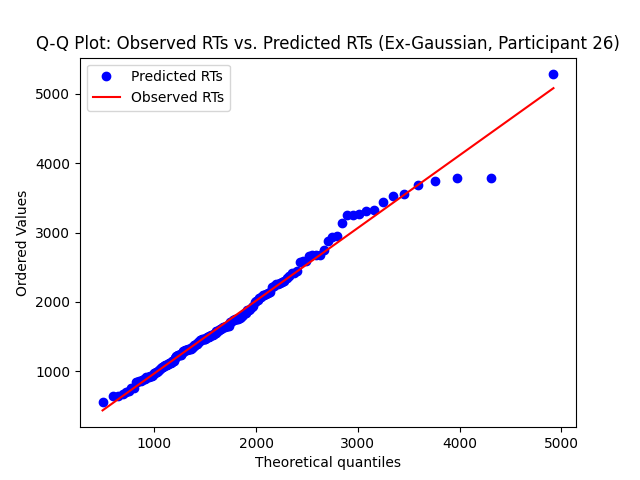 Q-Q Plot: Observed RTs vs. Predicted RTs (Ex-Gaussian, Participant 26)
Predicted RTs
Observed RTs
Ordered Values
5000
4000
3000
2000
1000
1000 2000 3000 4000 5000
Theoretical quantiles